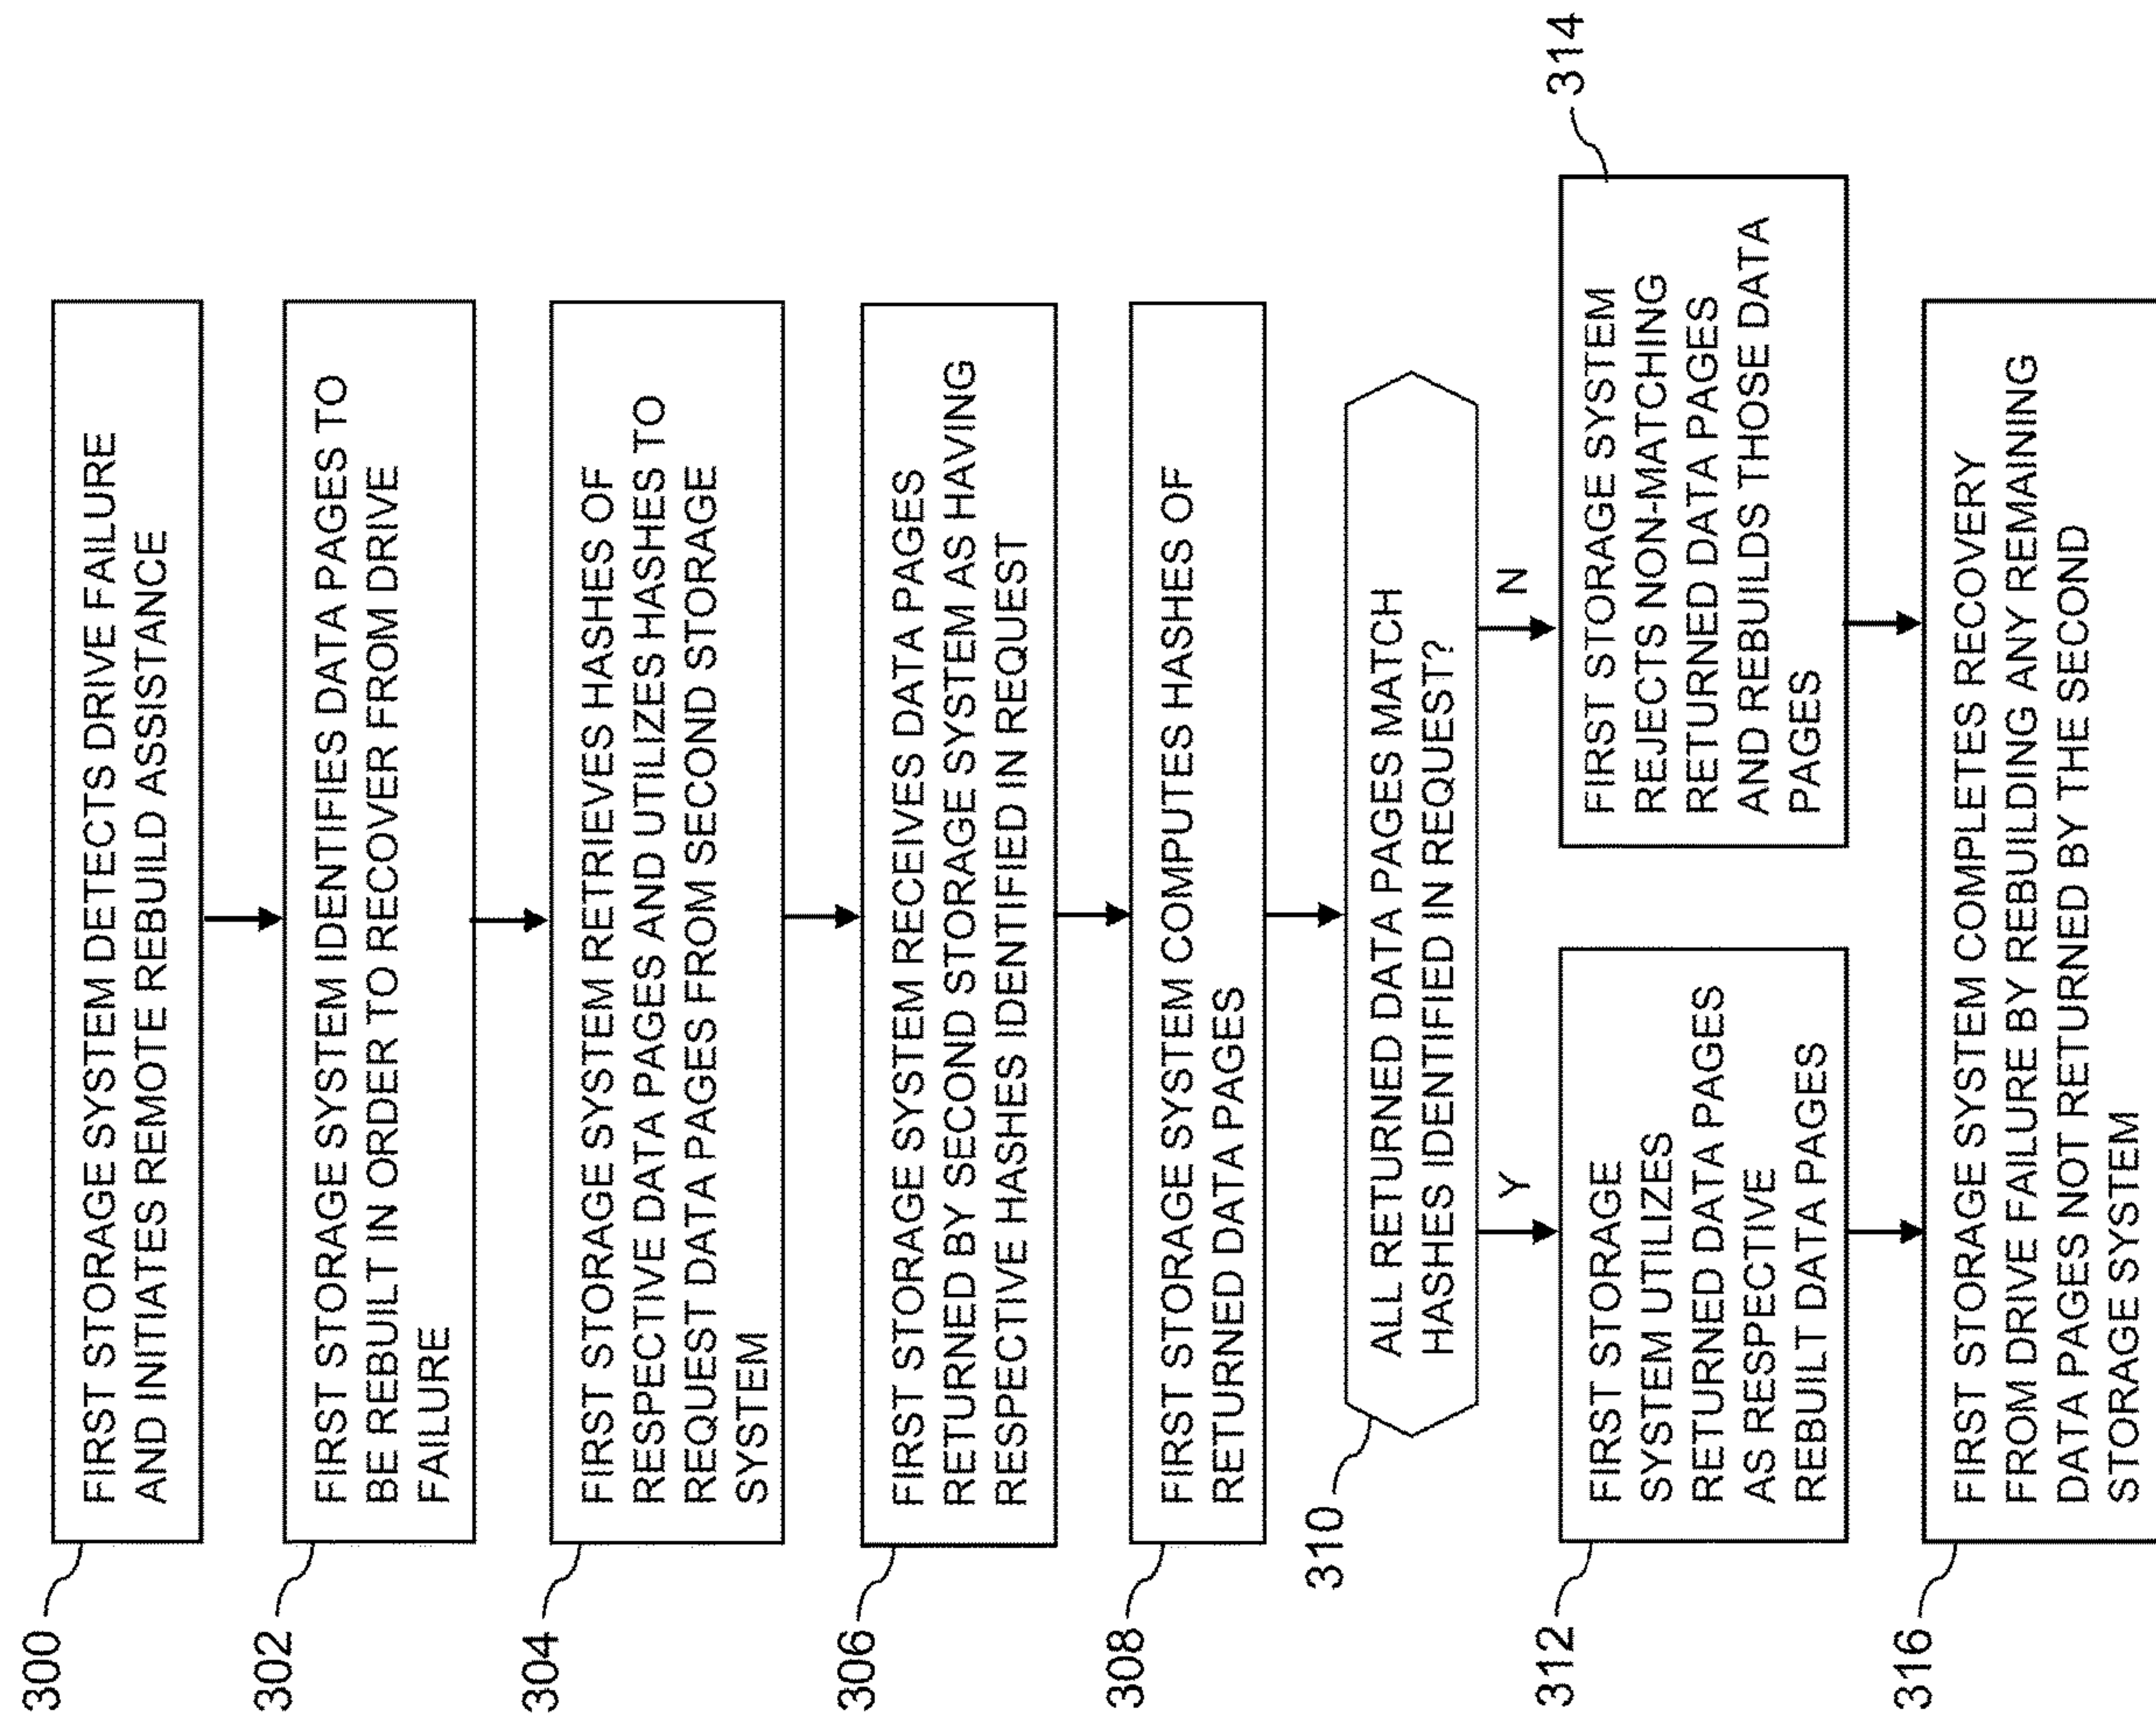 300
FIRST STORAGE SYSTEM DETECTS DRIVE FAILURE
AND INITIATES REMOTE REBUILD ASSISTANCE
302
FIRST STORAGE SYSTEM IDENTIFIES DATA PAGES TO
BE REBUILT IN ORDER TO RECOVER FROM DRIVE
FAILURE
304
FIRST STORAGE SYSTEM RETRIEVES HASHES OF
RESPECTIVE DATA PAGES AND UTILIZES HASHES TO
REQUEST DATA PAGES FROM SECOND STORAGE
SYSTEM
306
FIRST STORAGE SYSTEM RECEIVES DATA PAGES
RETURNED BY SECOND STORAGE SYSTEM AS HAVING
RESPECTIVE HASHES IDENTIFIED IN REQUEST
308
FIRST STORAGE SYSTEM COMPUTES HASHES OF
RETURNED DATA PAGES
310
ALL RETURNED DATA PAGES MATCH
HASHES IDENTIFIED IN REQUEST?
Y
N
312
FIRST STORAGE
SYSTEM UTILIZES
RETURNED DATA PAGES
AS RESPECTIVE
REBUILT DATA PAGES
314
FIRST STORAGE SYSTEM
REJECTS NON-MATCHING
RETURNED DATA PAGES
AND REBUILDS THOSE DATA
PAGES
316
FIRST STORAGE SYSTEM COMPLETES RECOVERY
FROM DRIVE FAILURE BY REBUILDING ANY REMAINING
DATA PAGES NOT RETURNED BY THE SECOND
STORAGE SYSTEM